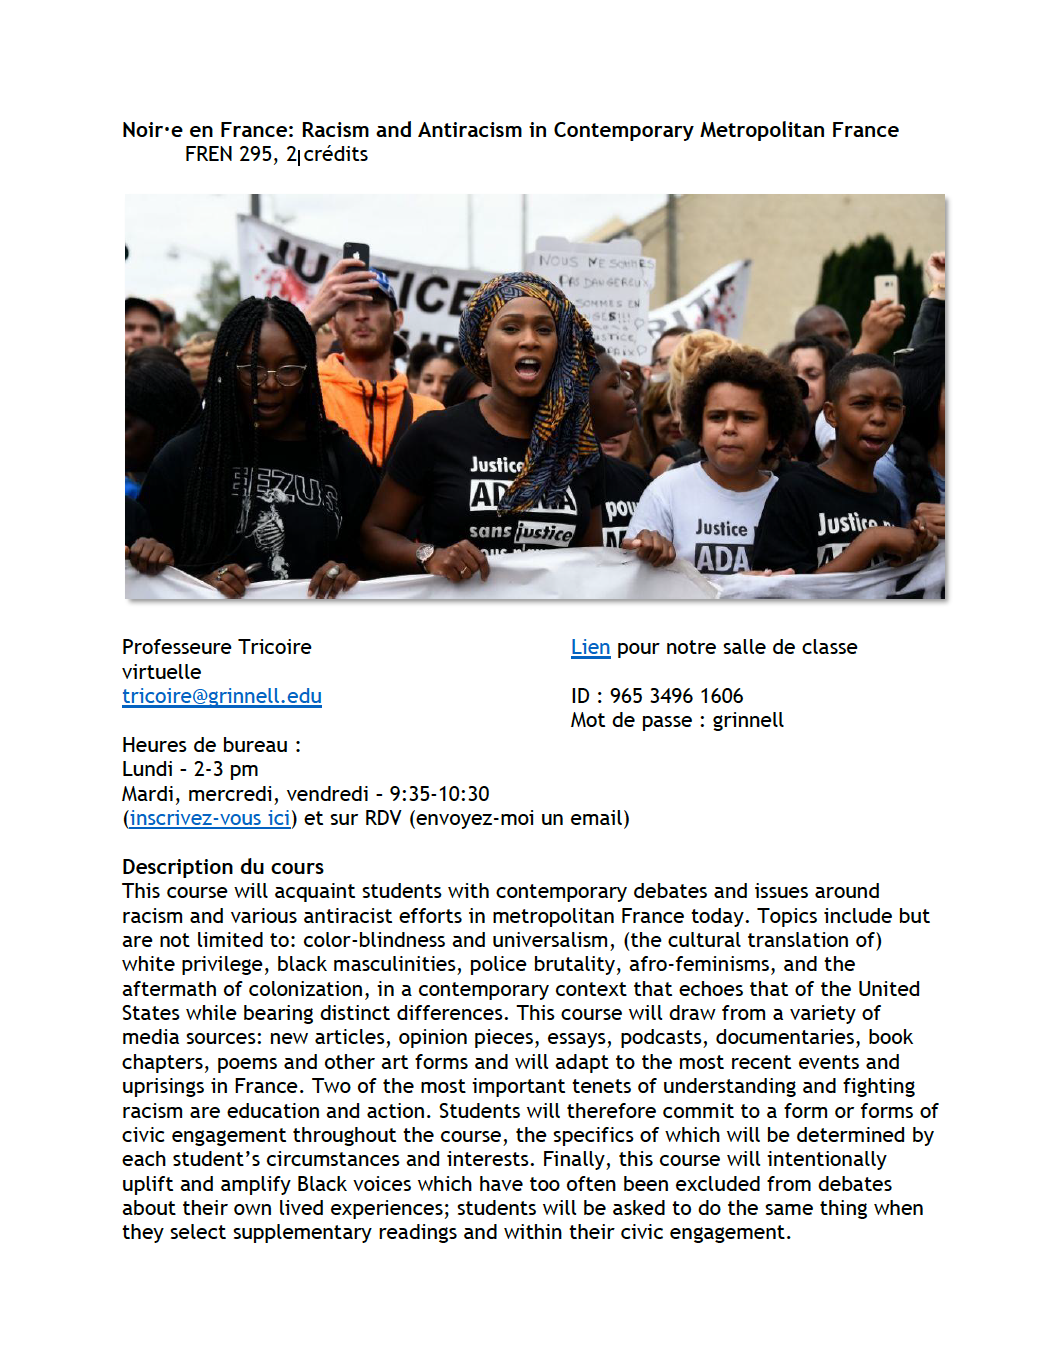 Noir·e en France: Racism and Antiracism in Contemporary Metropolitan France
FREN 295, 2 crédits
JUSTICE
NOUS NE SOMMES
PAS DANGEREUX
SOMMES EN
Justice
sans justice
pou
Justice
ADA
Justice
Professeure Tricoire
Lien pour notre salle de classe
virtuelle
tricoire@grinnell.edu
ID : 965 3496 1606
Mot de passe : grinnell
Heures de bureau :
Lundi – 2-3 pm
Mardi, mercredi, vendredi – 9:35-10:30
(inscrivez-vous ici) et sur RDV (envoyez-moi un email)
Description du cours
This course will acquaint students with contemporary debates and issues around
racism and various antiracist efforts in metropolitan France today. Topics include but
are not limited to: color-blindness and universalism, (the cultural translation of)
white privilege, black masculinities, police brutality, afro-feminisms, and the
aftermath of colonization, in a contemporary context that echoes that of the United
States while bearing distinct differences. This course will draw from a variety of
media sources: new articles, opinion pieces, essays, podcasts, documentaries, book
chapters, poems and other art forms and will adapt to the most recent events and
uprisings in France. Two of the most important tenets of understanding and fighting
racism are education and action. Students will therefore commit to a form or forms of
civic engagement throughout the course, the specifics of which will be determined by
each student’s circumstances and interests. Finally, this course will intentionally
uplift and amplify Black voices which have too often been excluded from debates
about their own lived experiences; students will be asked to do the same thing when
they select supplementary readings and within their civic engagement.